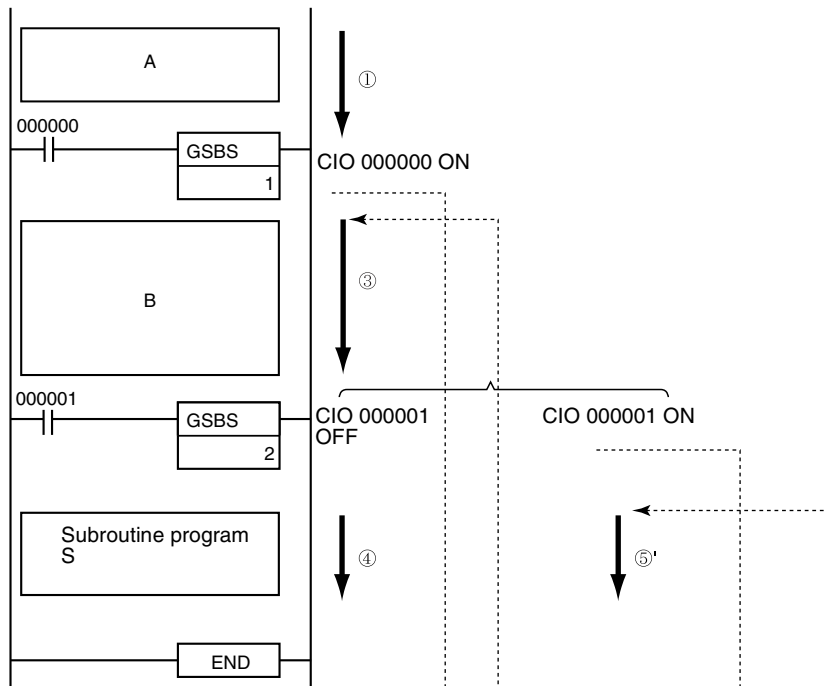 A
①
000000
GSBS
1
CIO 000000 ON
B
③
000001
GSBS
2
CIO 000001
OFF
CIO 000001 ON
Subroutine program
S
④
⑤'
END